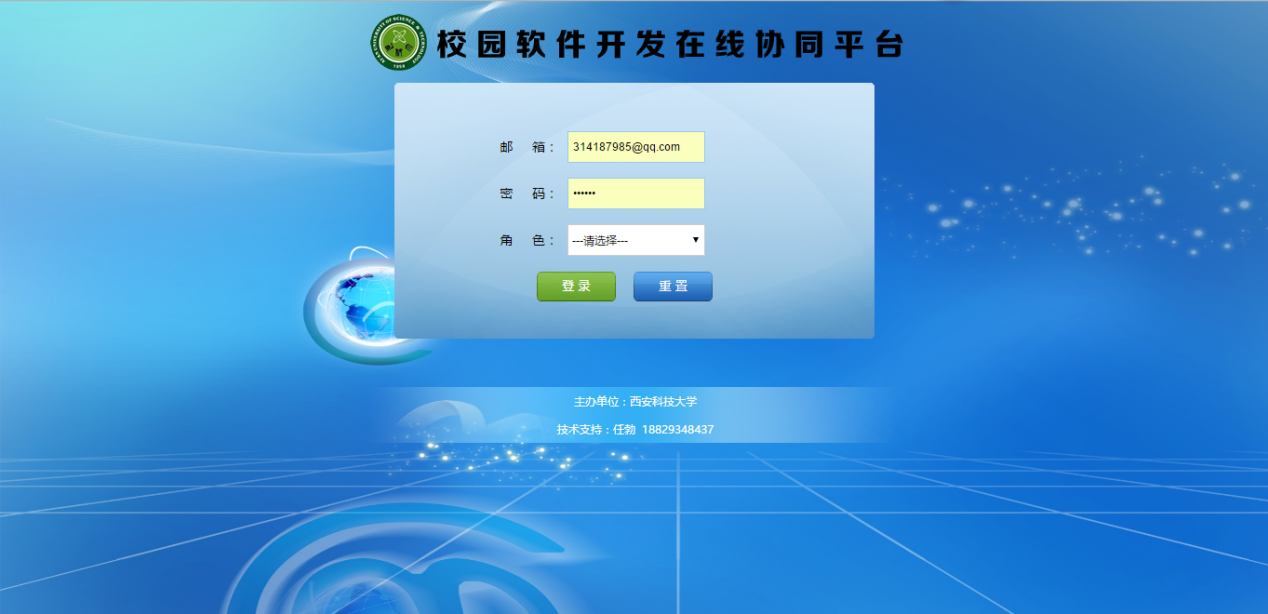 校园软件开发在线协同平台
邮 箱： 314187985@qq.com
密 码： ••••••
角 色： ---请选择---
登 录 重 置
主办单位：西安科技大学
技术支持：任勃 18829348437